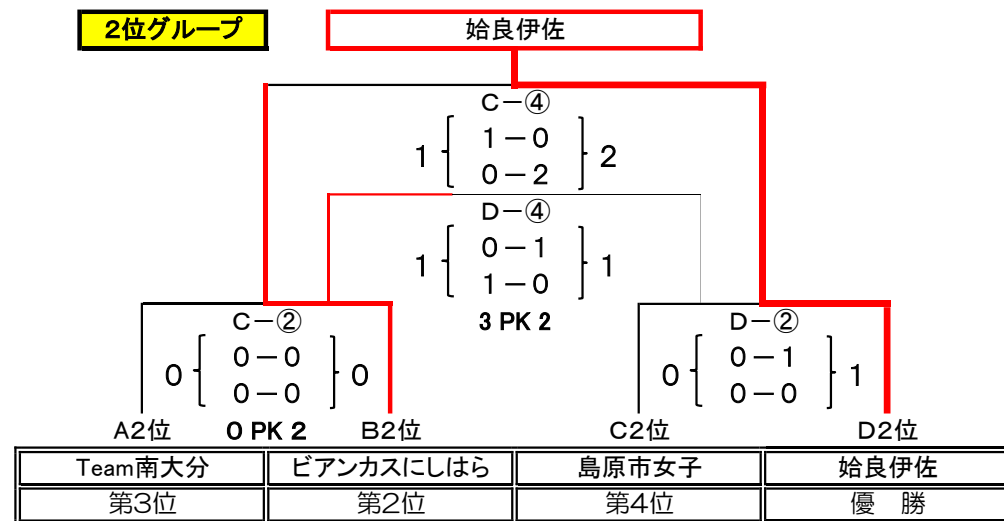 2位グループ
姶良伊佐
C－④
1 { 1－0 } 2
0－2
D－④
1 { 0－1 } 1
1－0
3 PK 2
C－②
0 { 0－0 } 0
0－0
0 PK 2
D－②
0 { 0－1 } 1
0－0
A2位 B2位 C2位 D2位
Team南大分 ビアンカスにしはら 島原市女子 姶良伊佐
第3位 第2位 第4位 優 勝